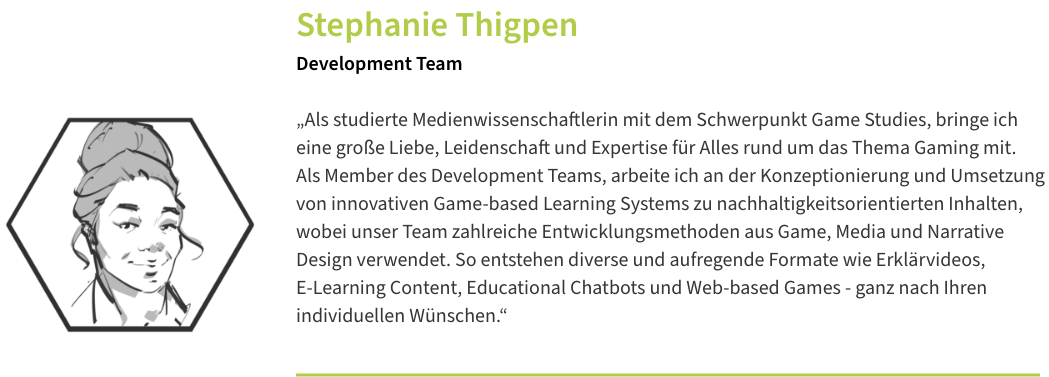 Stephanie Thigpen
Development Team
„Als studierte Medienwissenschaftlerin mit dem Schwerpunkt Game Studies, bringe ich
eine große Liebe, Leidenschaft und Expertise für Alles rund um das Thema Gaming mit.
Als Member des Development Teams, arbeite ich an der Konzeptionierung und Umsetzung
von innovativen Game-based Learning Systems zu nachhaltigkeitsorientierten Inhalten,
wobei unser Team zahlreiche Entwicklungsmethoden aus Game, Media und Narrative
Design verwendet. So entstehen diverse und aufregende Formate wie Erklärvideos,
E-Learning Content, Educational Chatbots und Web-based Games - ganz nach Ihren
individuellen Wünschen.“